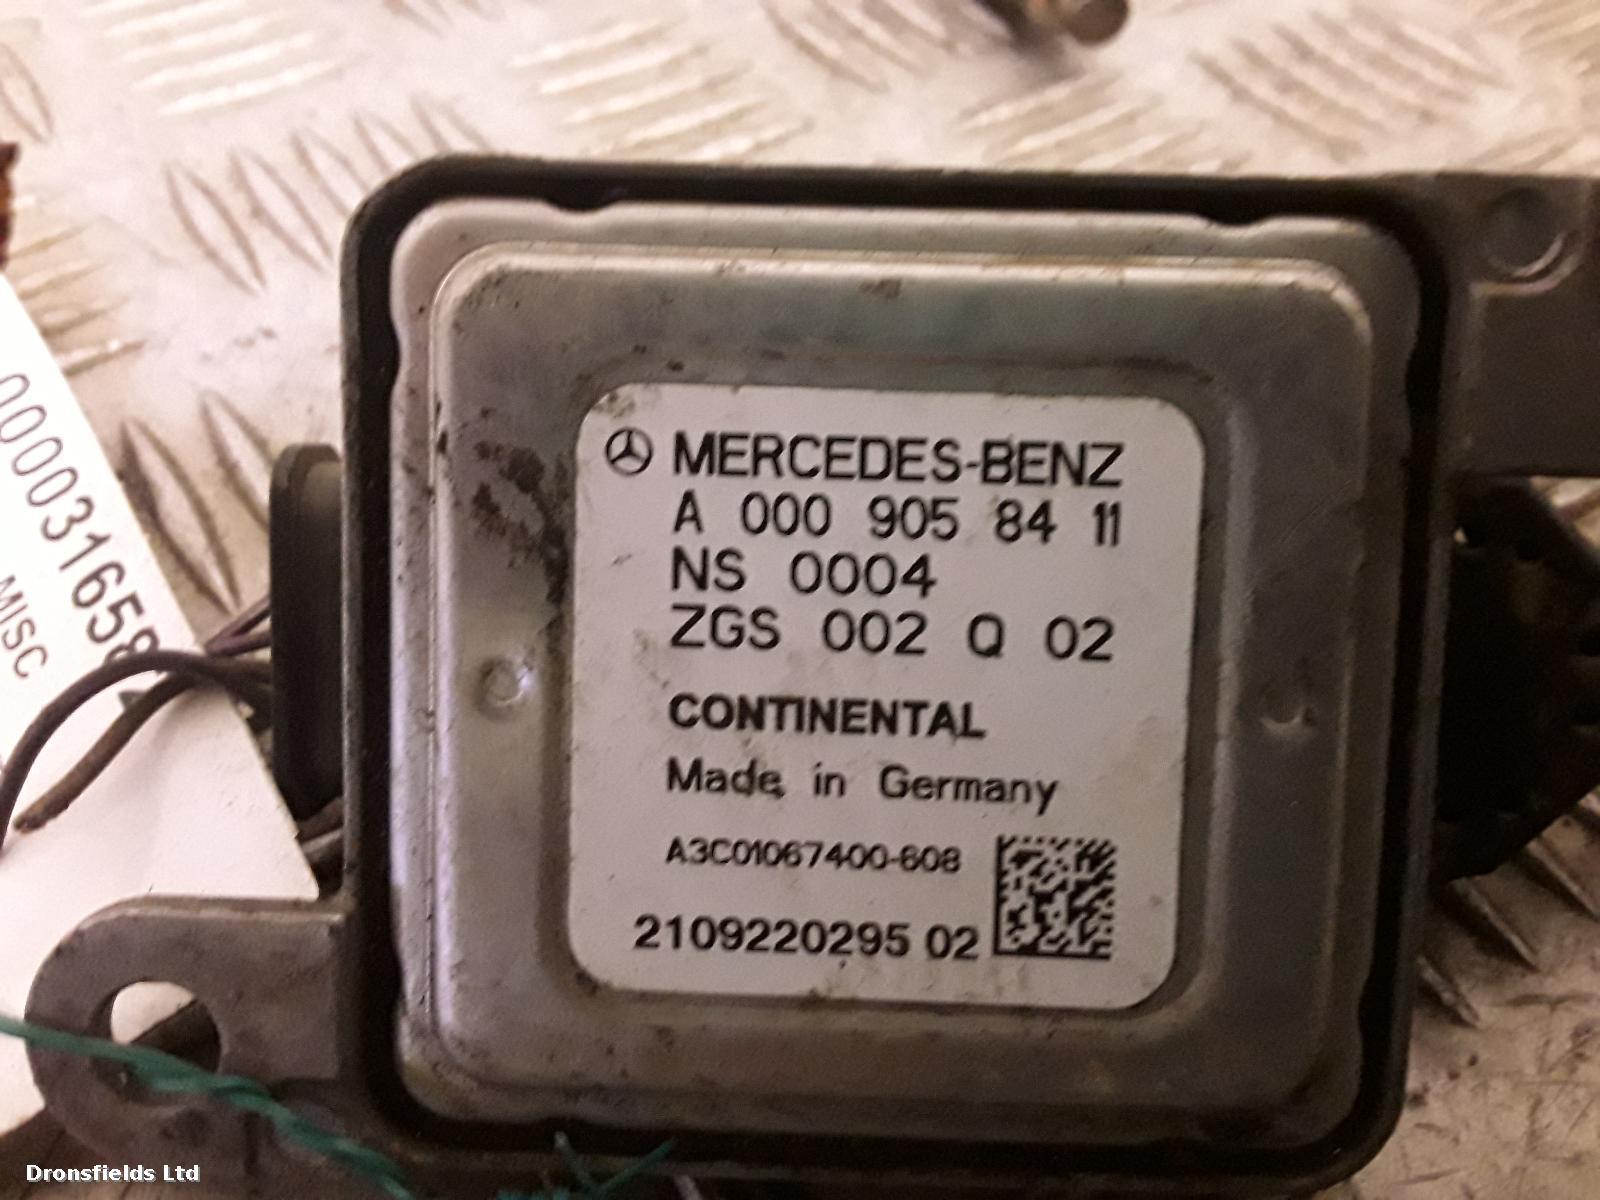 MERCEDES-BENZ
A 000 905 84 11
NS 0004
ZGS 002 Q 02
CONTINENTAL
Made in Germany
A3C01067400-608
2109220295 02
000031658
MISC
Dronsfields Ltd